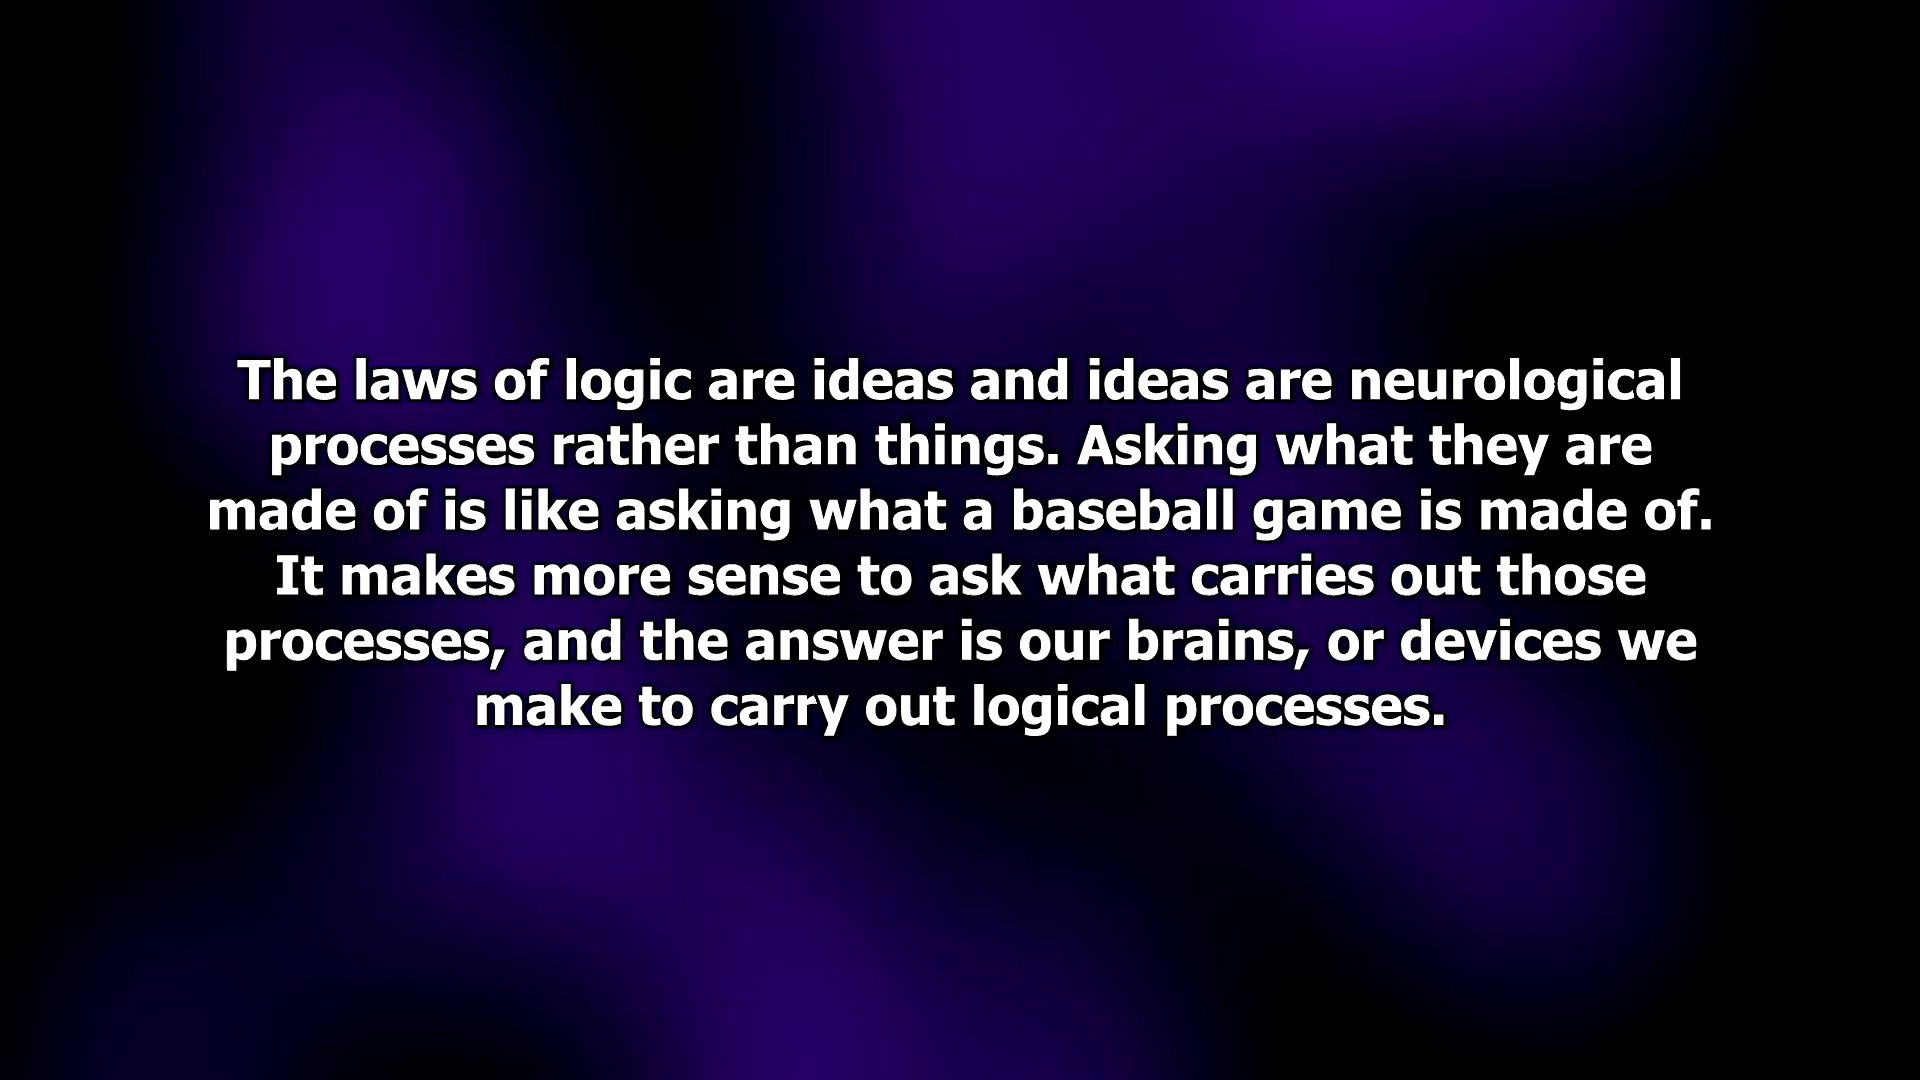 The laws of logic are ideas and ideas are neurological
processes rather than things. Asking what they are
made of is like asking what a baseball game is made of.
It makes more sense to ask what carries out those
processes, and the answer is our brains, or devices we
make to carry out logical processes.